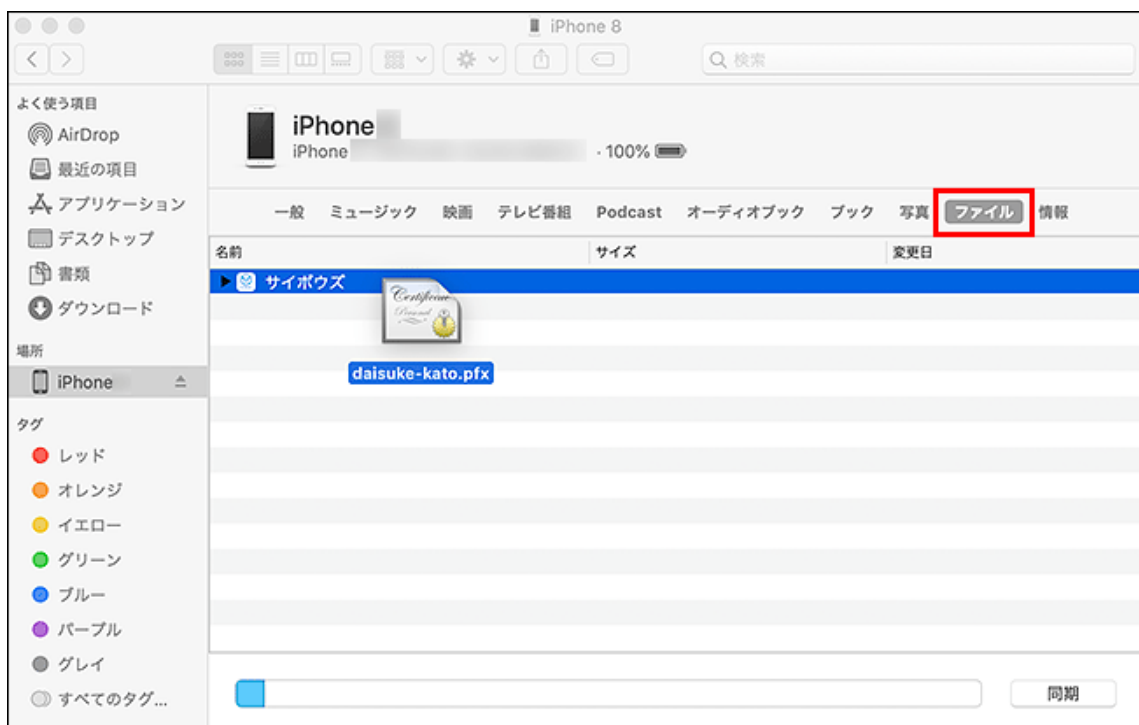 iPhone 8
検索
よく使う項目
AirDrop
最近の項目
アプリケーション
デスクトップ
書類
ダウンロード
場所
iPhone
タグ
レッド
オレンジ
イエロー
グリーン
ブルー
パープル
グレイ
すべてのタグ...
iPhone
iPhone · 100%
一般 ミュージック 映画 テレビ番組 Podcast オーディオブック ブック 写真 ファイル 情報
名前 サイズ 変更日
サイボウズ
Certificate
Personal
daisuke-kato.pfx
同期